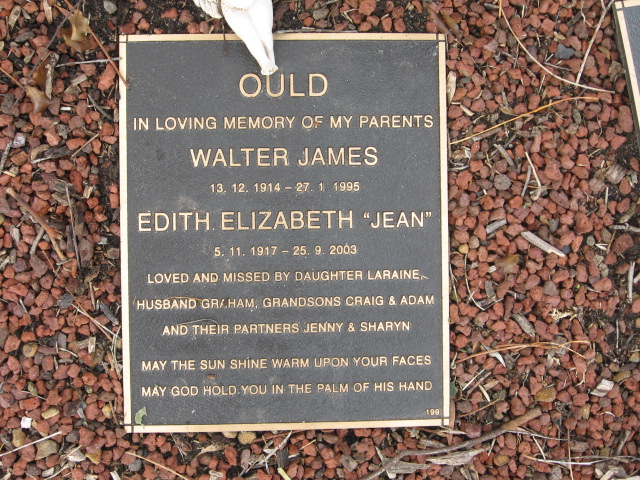 OULD
IN LOVING MEMORY OF MY PARENTS
WALTER JAMES
13. 12. 1914 – 27. 1. 1995
EDITH ELIZABETH "JEAN"
5. 11. 1917 – 25. 9. 2003
LOVED AND MISSED BY DAUGHTER LARAINE,
HUSBAND GRAHAM, GRANDSONS CRAIG & ADAM
AND THEIR PARTNERS JENNY & SHARYN
MAY THE SUN SHINE WARM UPON YOUR FACES
MAY GOD HOLD YOU IN THE PALM OF HIS HAND